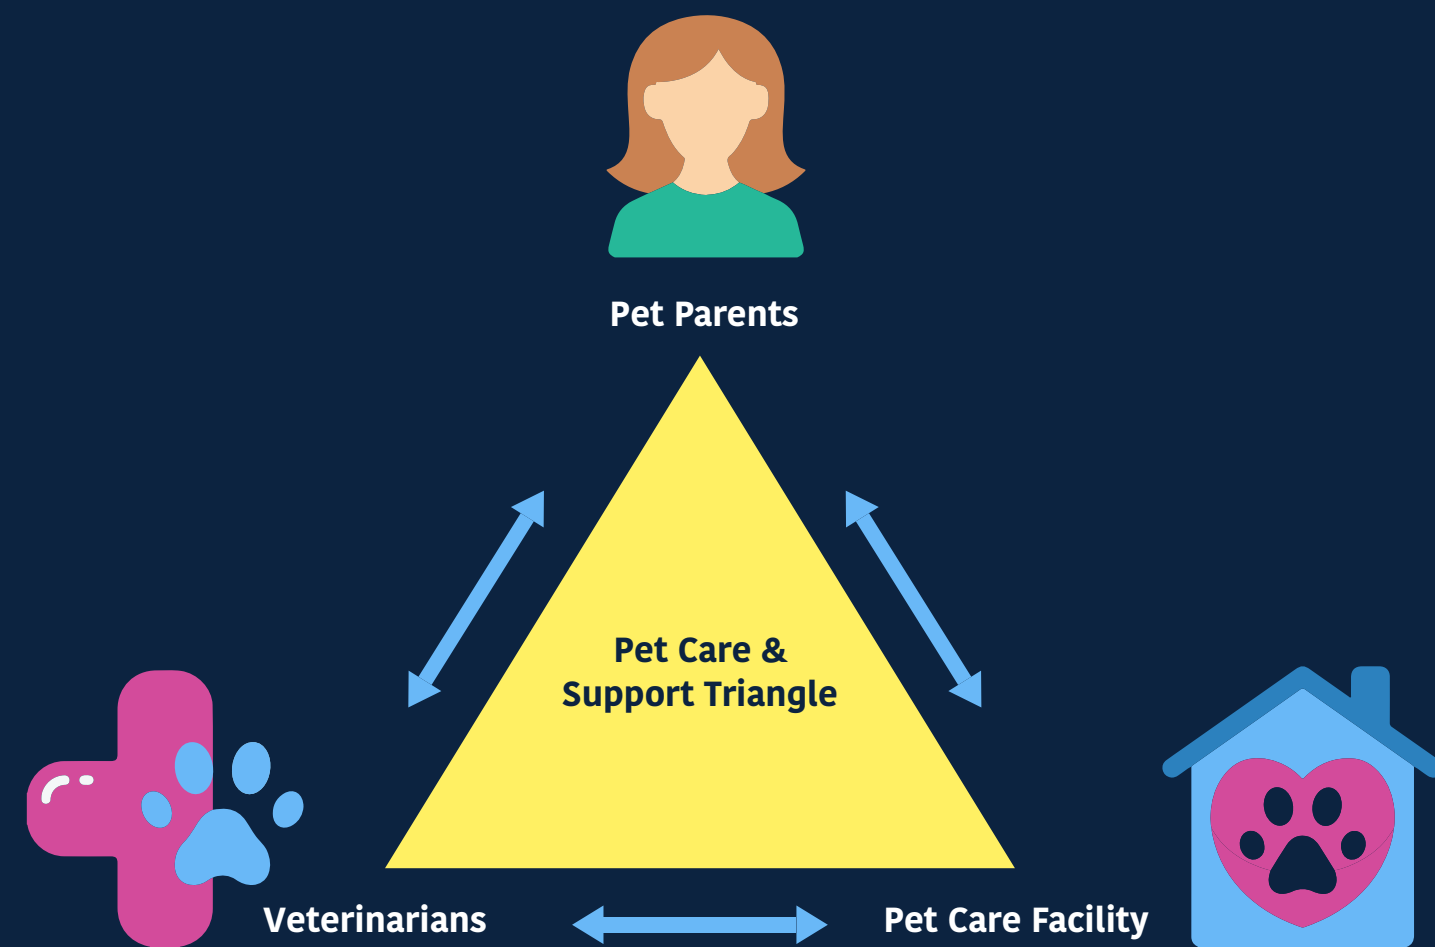 Pet Parents
Pet Care &
Support Triangle
Veterinarians
Pet Care Facility